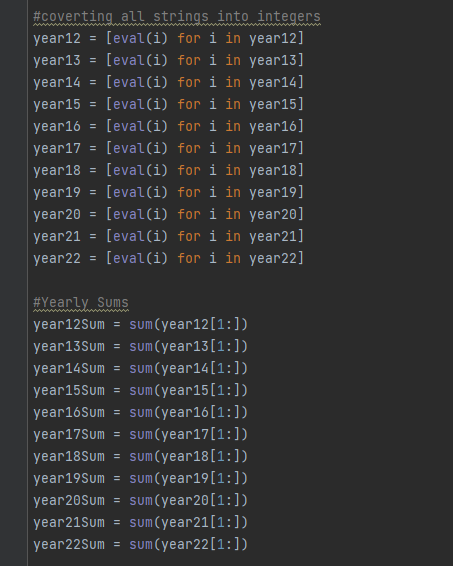 #coverting all strings into integers
year12 = [eval(i) for i in year12]
year13 = [eval(i) for i in year13]
year14 = [eval(i) for i in year14]
year15 = [eval(i) for i in year15]
year16 = [eval(i) for i in year16]
year17 = [eval(i) for i in year17]
year18 = [eval(i) for i in year18]
year19 = [eval(i) for i in year19]
year20 = [eval(i) for i in year20]
year21 = [eval(i) for i in year21]
year22 = [eval(i) for i in year22]
#Yearly Sums
year12Sum = sum(year12[1:])
year13Sum = sum(year13[1:])
year14Sum = sum(year14[1:])
year15Sum = sum(year15[1:])
year16Sum = sum(year16[1:])
year17Sum = sum(year17[1:])
year18Sum = sum(year18[1:])
year19Sum = sum(year19[1:])
year20Sum = sum(year20[1:])
year21Sum = sum(year21[1:])
year22Sum = sum(year22[1:])